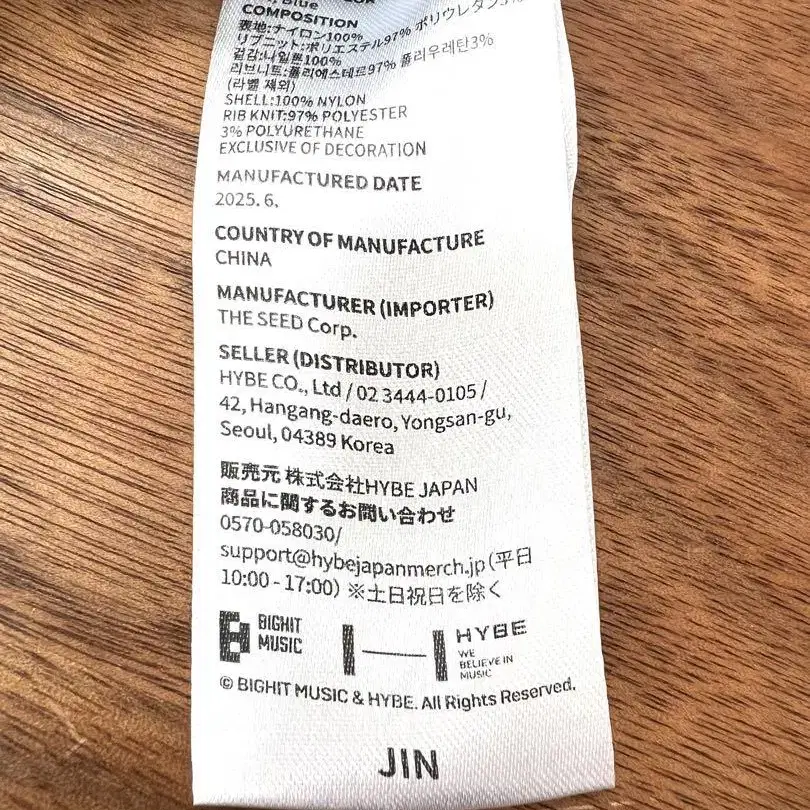 Blue
COMPOSITION
表地:ナイロン100%
リブニット:ポリエステル97% ポリウレタン3%
겉감:나일론100%
리브니트:폴리에스테르97% 폴리우레탄3%
(라벨 제외)
SHELL:100% NYLON
RIB KNIT:97% POLYESTER
3% POLYURETHANE
EXCLUSIVE OF DECORATION
MANUFACTURED DATE
2025. 6.
COUNTRY OF MANUFACTURE
CHINA
MANUFACTURER (IMPORTER)
THE SEED Corp.
SELLER (DISTRIBUTOR)
HYBE CO., Ltd / 02 3444-0105 /
42, Hangang-daero, Yongsan-gu,
Seoul, 04389 Korea
販売元 株式会社HYBE JAPAN
商品に関するお問い合わせ
0570-058030/
support@hybejapanmerch.jp (平日
10:00 - 17:00) ※土日祝日を除く
BIGHIT
MUSIC
HYBE
WE
BELIEVE IN
MUSIC
© BIGHIT MUSIC & HYBE. All Rights Reserved.
JIN